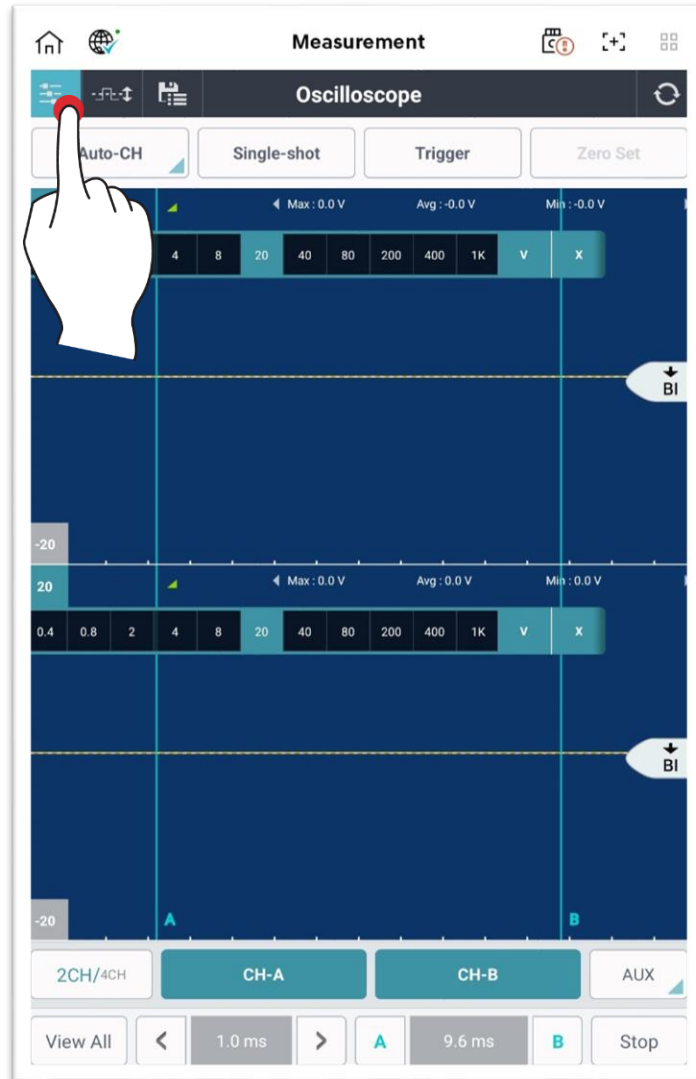 Measurement
Oscilloscope
Auto-CH Single-shot Trigger Zero Set
Max : 0.0 V Avg : -0.0 V Min : -0.0 V
4 8 20 40 80 200 400 1K V X
BI
-20
20 Max : 0.0 V Avg : 0.0 V Min : 0.0 V
0.4 0.8 2 4 8 20 40 80 200 400 1K V X
BI
-20 A B
2CH/4CH CH-A CH-B AUX
View All < 1.0 ms > A 9.6 ms B Stop